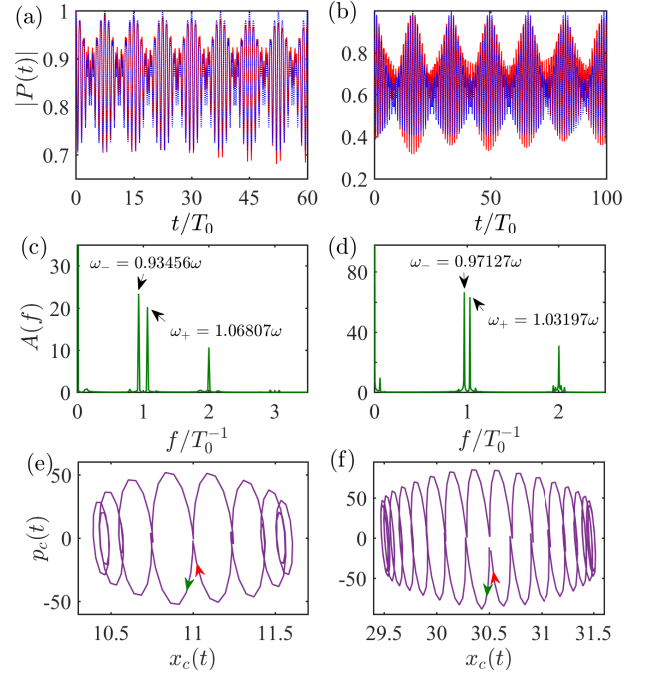 (a)
(b)
|P(t)|
1
0.9
0.8
0.7
0 15 30 45 60
t/T₀
0.8
0.6
0.4
0.2
0 50 100
t/T₀
(c)
(d)
A(f)
30
20
10
0
0 1 2 3
f/T₀⁻¹
ω₋ = 0.93456ω
ω₊ = 1.06807ω
80
40
0
0 1 2
f/T₀⁻¹
ω₋ = 0.97127ω
ω₊ = 1.03197ω
(e)
(f)
p_c(t)
50
0
-50
10.5 11 11.5
x_c(t)
50
0
-50
29.5 30 30.5 31 31.5
x_c(t)